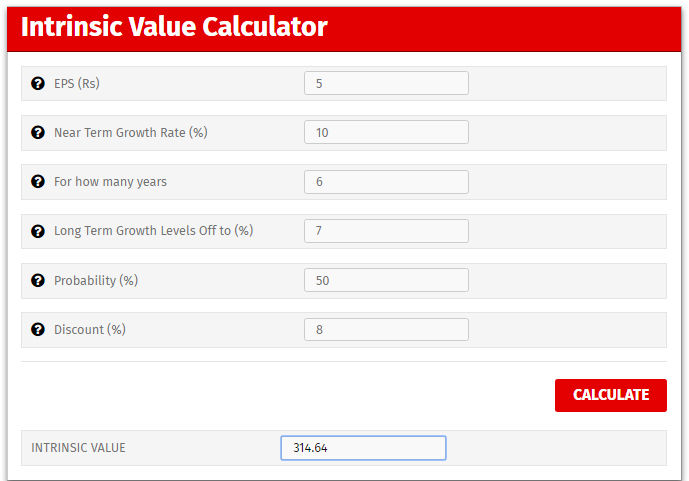 Intrinsic Value Calculator
? EPS (Rs) 5
? Near Term Growth Rate (%) 10
? For how many years 6
? Long Term Growth Levels Off to (%) 7
? Probability (%) 50
? Discount (%) 8
CALCULATE
INTRINSIC VALUE 314.64